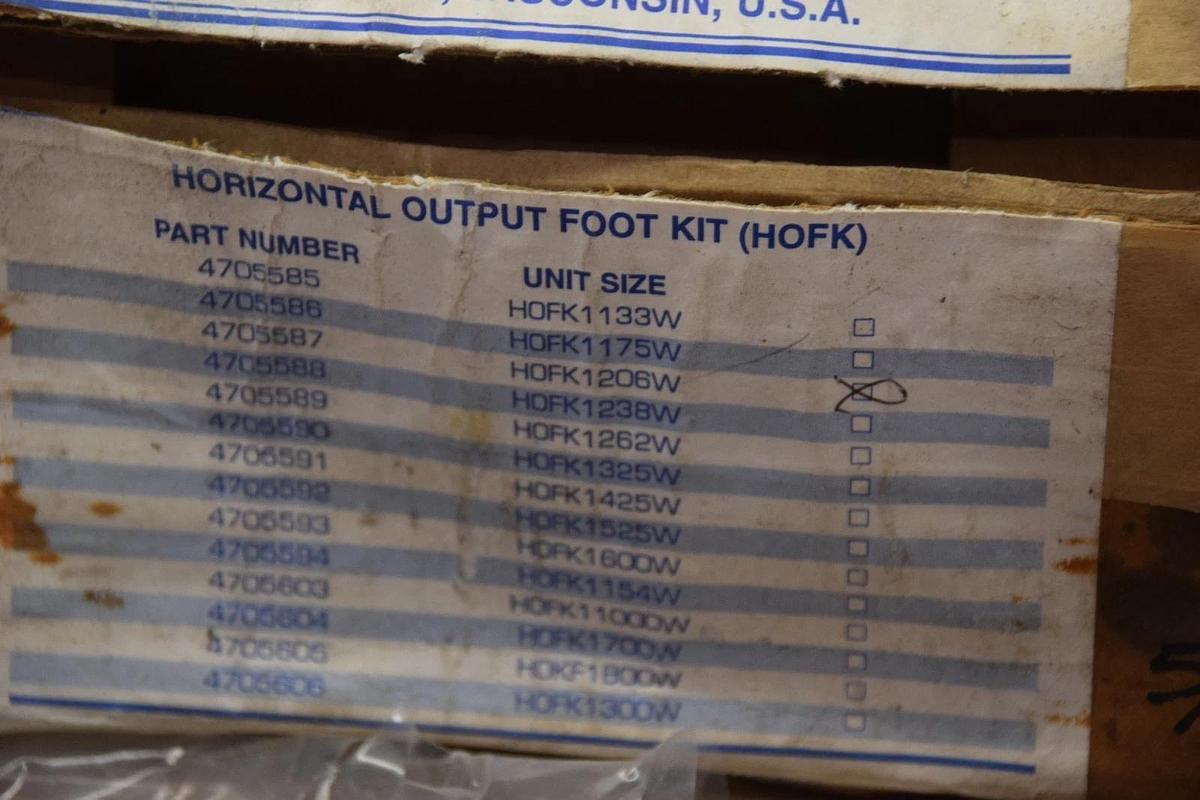 WISCONSIN, U.S.A.
HORIZONTAL OUTPUT FOOT KIT (HOFK)
PART NUMBER UNIT SIZE
4705585 HOFK1133W
4705586 HOFK1175W
4705587 HOFK1206W
4705588 HOFK1238W
4705589 HOFK1262W
4705590 HOFK1325W
4705591 HOFK1425W
4705592 HOFK1525W
4705593 HOFK1600W
4705594 HOFK1154W
4705603 HOFK11000W
4705604 HOFK1700W
4705605 HOKF1800W
4705606 HOFK1300W